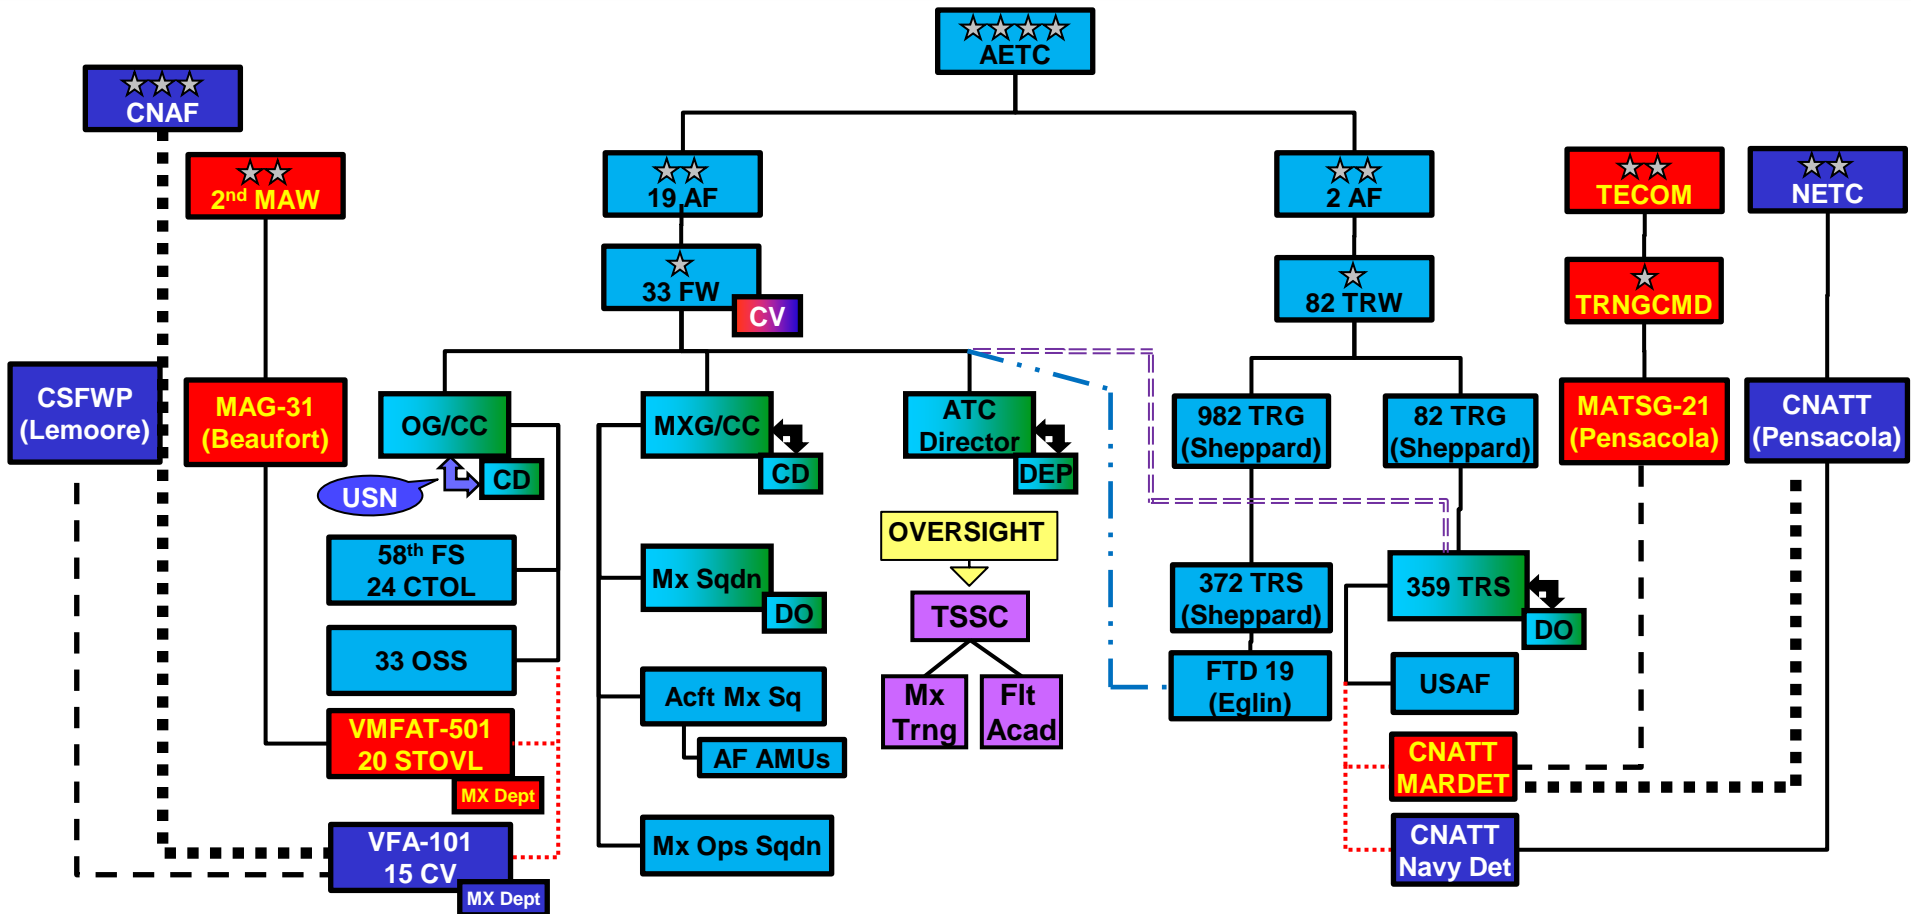 AETC
CNAF
2nd MAW
19 AF
2 AF
TECOM
NETC
33 FW
CV
82 TRW
TRNGCMD
CSFWP
(Lemoore)
MAG-31
(Beaufort)
OG/CC
CD
USN
MXG/CC
CD
ATC
Director
DEP
982 TRG
(Sheppard)
82 TRG
(Sheppard)
MATSG-21
(Pensacola)
CNATT
(Pensacola)
58th FS
24 CTOL
33 OSS
VMFAT-501
20 STOVL
MX Dept
VFA-101
15 CV
MX Dept
Mx Sqdn
DO
Acft Mx Sq
AF AMUs
Mx Ops Sqdn
OVERSIGHT
TSSC
Mx
Trng
Flt
Acad
372 TRS
(Sheppard)
FTD 19
(Eglin)
359 TRS
DO
USAF
CNATT
MARDET
CNATT
Navy Det